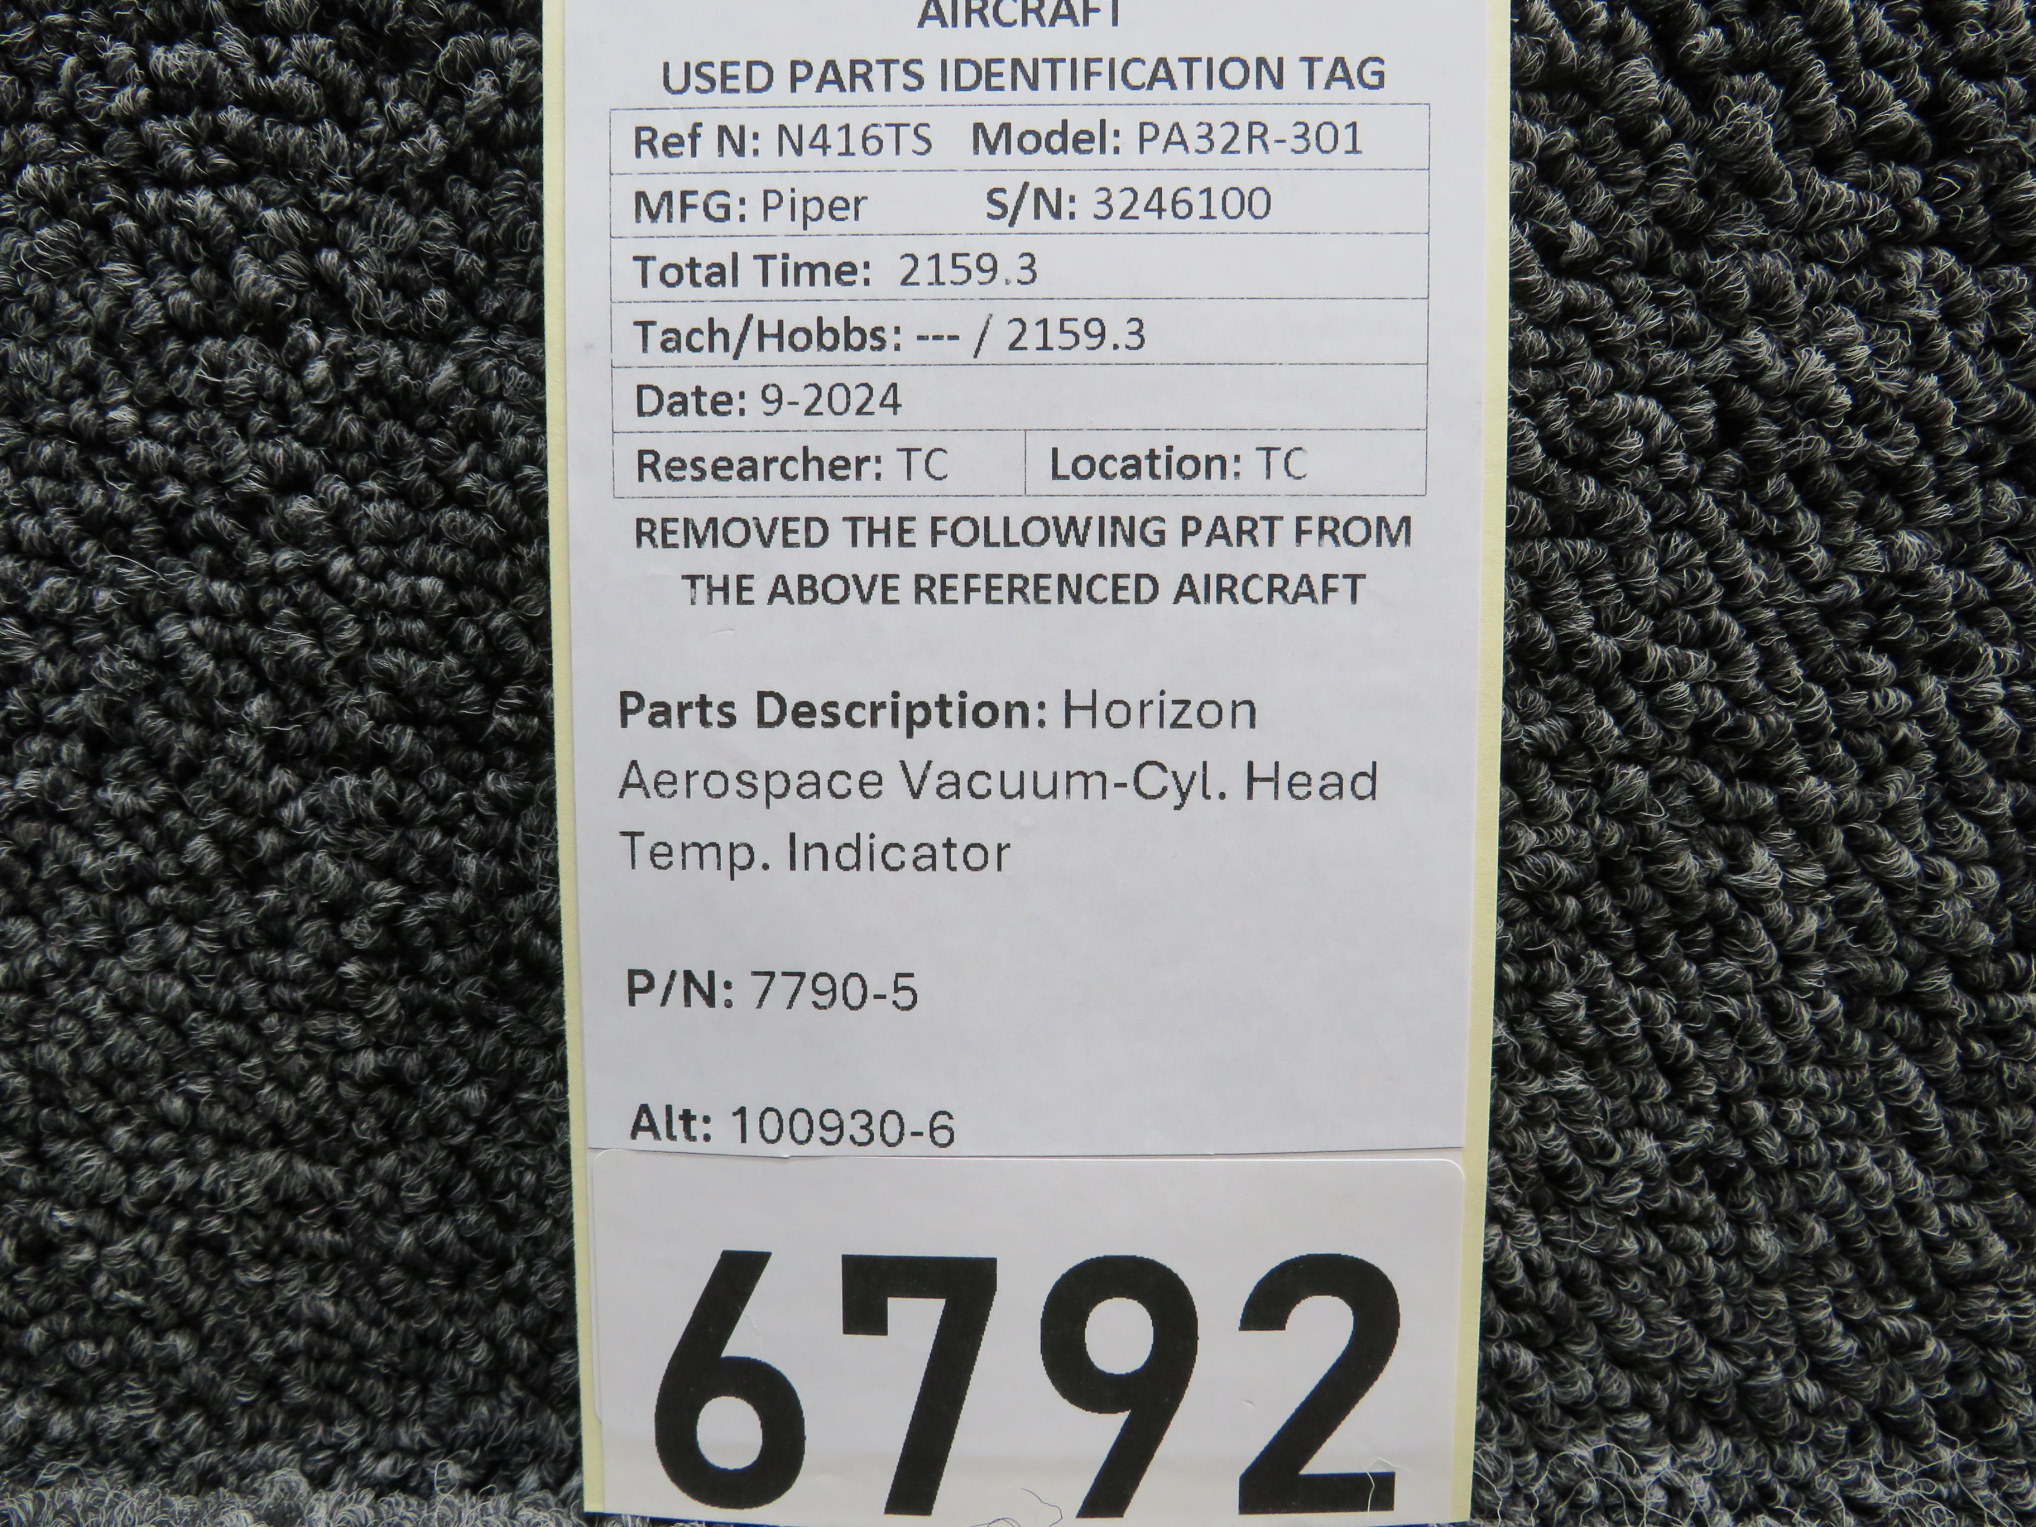 AIRCRAFT
USED PARTS IDENTIFICATION TAG
Ref N: N416TS Model: PA32R-301
MFG: Piper S/N: 3246100
Total Time: 2159.3
Tach/Hobbs: --- / 2159.3
Date: 9-2024
Researcher: TC Location: TC
REMOVED THE FOLLOWING PART FROM
THE ABOVE REFERENCED AIRCRAFT
Parts Description: Horizon
Aerospace Vacuum-Cyl. Head
Temp. Indicator
P/N: 7790-5
Alt: 100930-6
6792